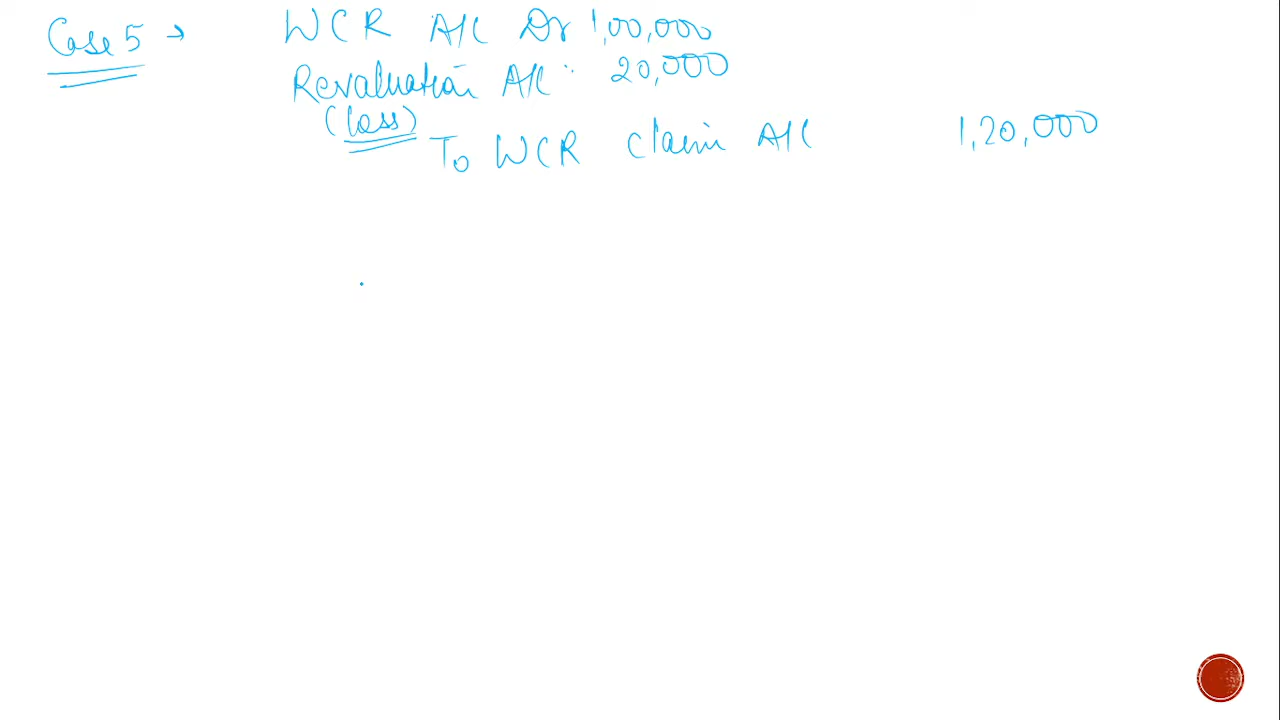 Case 5 → WCR A/C Dr 1,00,000
Revaluation A/C " 20,000
(Loss)
To WCR Claim A/C 1,20,000